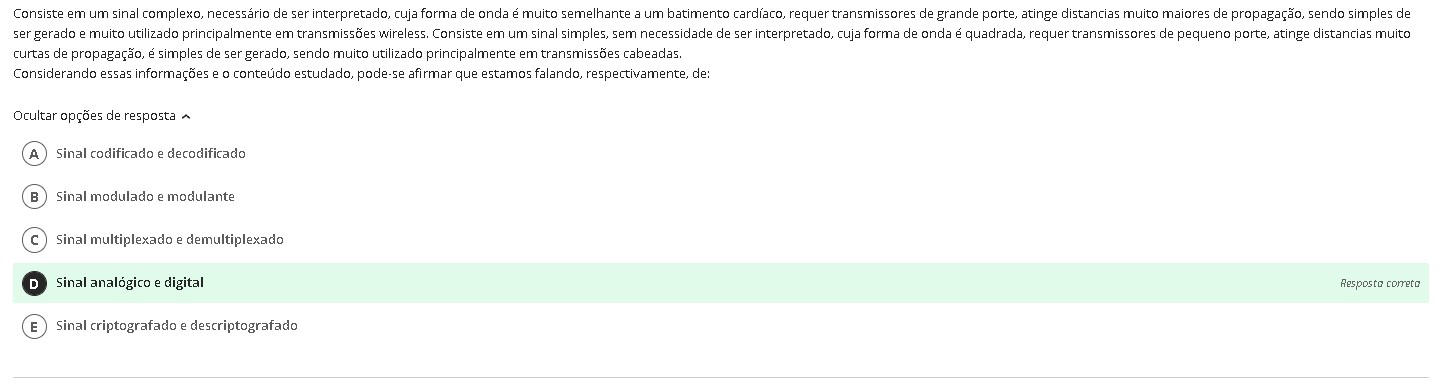 Consiste em um sinal complexo, necessário de ser interpretado, cuja forma de onda é muito semelhante a um batimento cardíaco, requer transmissores de grande porte, atinge distancias muito maiores de propagação, sendo simples de
ser gerado e muito utilizado principalmente em transmissões wireless. Consiste em um sinal simples, sem necessidade de ser interpretado, cuja forma de onda é quadrada, requer transmissores de pequeno porte, atinge distancias muito
curtas de propagação, é simples de ser gerado, sendo muito utilizado principalmente em transmissões cabeadas.
Considerando essas informações e o conteúdo estudado, pode-se afirmar que estamos falando, respectivamente, de:
Ocultar opções de resposta
A Sinal codificado e decodificado
B Sinal modulado e modulante
C Sinal multiplexado e demultiplexado
D Sinal analógico e digital Resposta correta
E Sinal criptografado e descriptografado